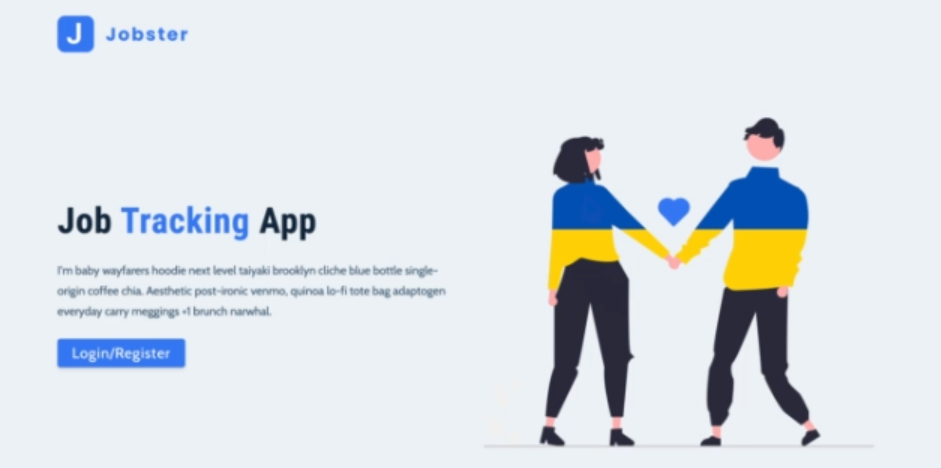 J Jobster
Job Tracking App
I'm baby wayfarers hoodie next level taiyaki brooklyn cliche blue bottle single-
origin coffee chia. Aesthetic post-ironic venmo, quinoa lo-fi tote bag adaptogen
everyday carry meggings +1 brunch narwhal.
Login/Register